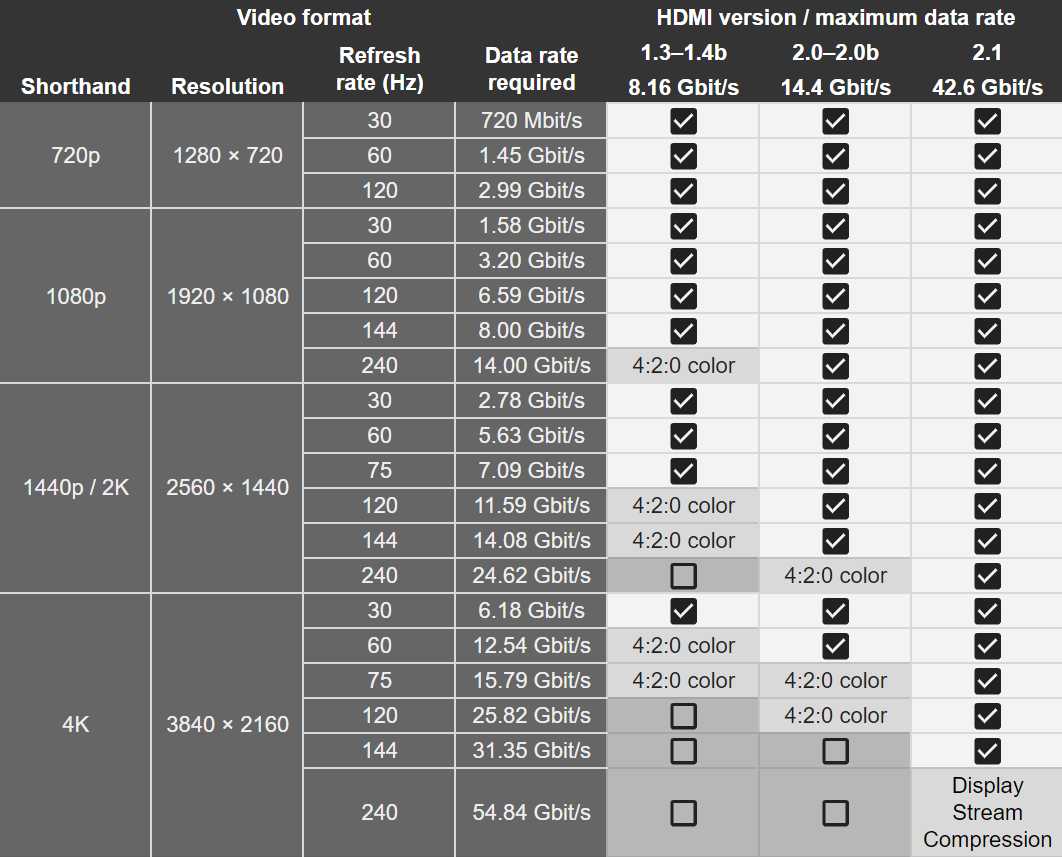 Video format HDMI version / maximum data rate
Shorthand Resolution Refresh rate (Hz) Data rate required 1.3–1.4b 2.0–2.0b 2.1
8.16 Gbit/s 14.4 Gbit/s 42.6 Gbit/s
720p 1280 × 720
30 720 Mbit/s
60 1.45 Gbit/s
120 2.99 Gbit/s
1080p 1920 × 1080
30 1.58 Gbit/s
60 3.20 Gbit/s
120 6.59 Gbit/s
144 8.00 Gbit/s
240 14.00 Gbit/s 4:2:0 color
1440p / 2K 2560 × 1440
30 2.78 Gbit/s
60 5.63 Gbit/s
75 7.09 Gbit/s
120 11.59 Gbit/s 4:2:0 color
144 14.08 Gbit/s 4:2:0 color
240 24.62 Gbit/s 4:2:0 color
4K 3840 × 2160
30 6.18 Gbit/s
60 12.54 Gbit/s 4:2:0 color
75 15.79 Gbit/s 4:2:0 color 4:2:0 color
120 25.82 Gbit/s 4:2:0 color
144 31.35 Gbit/s
240 54.84 Gbit/s Display Stream Compression